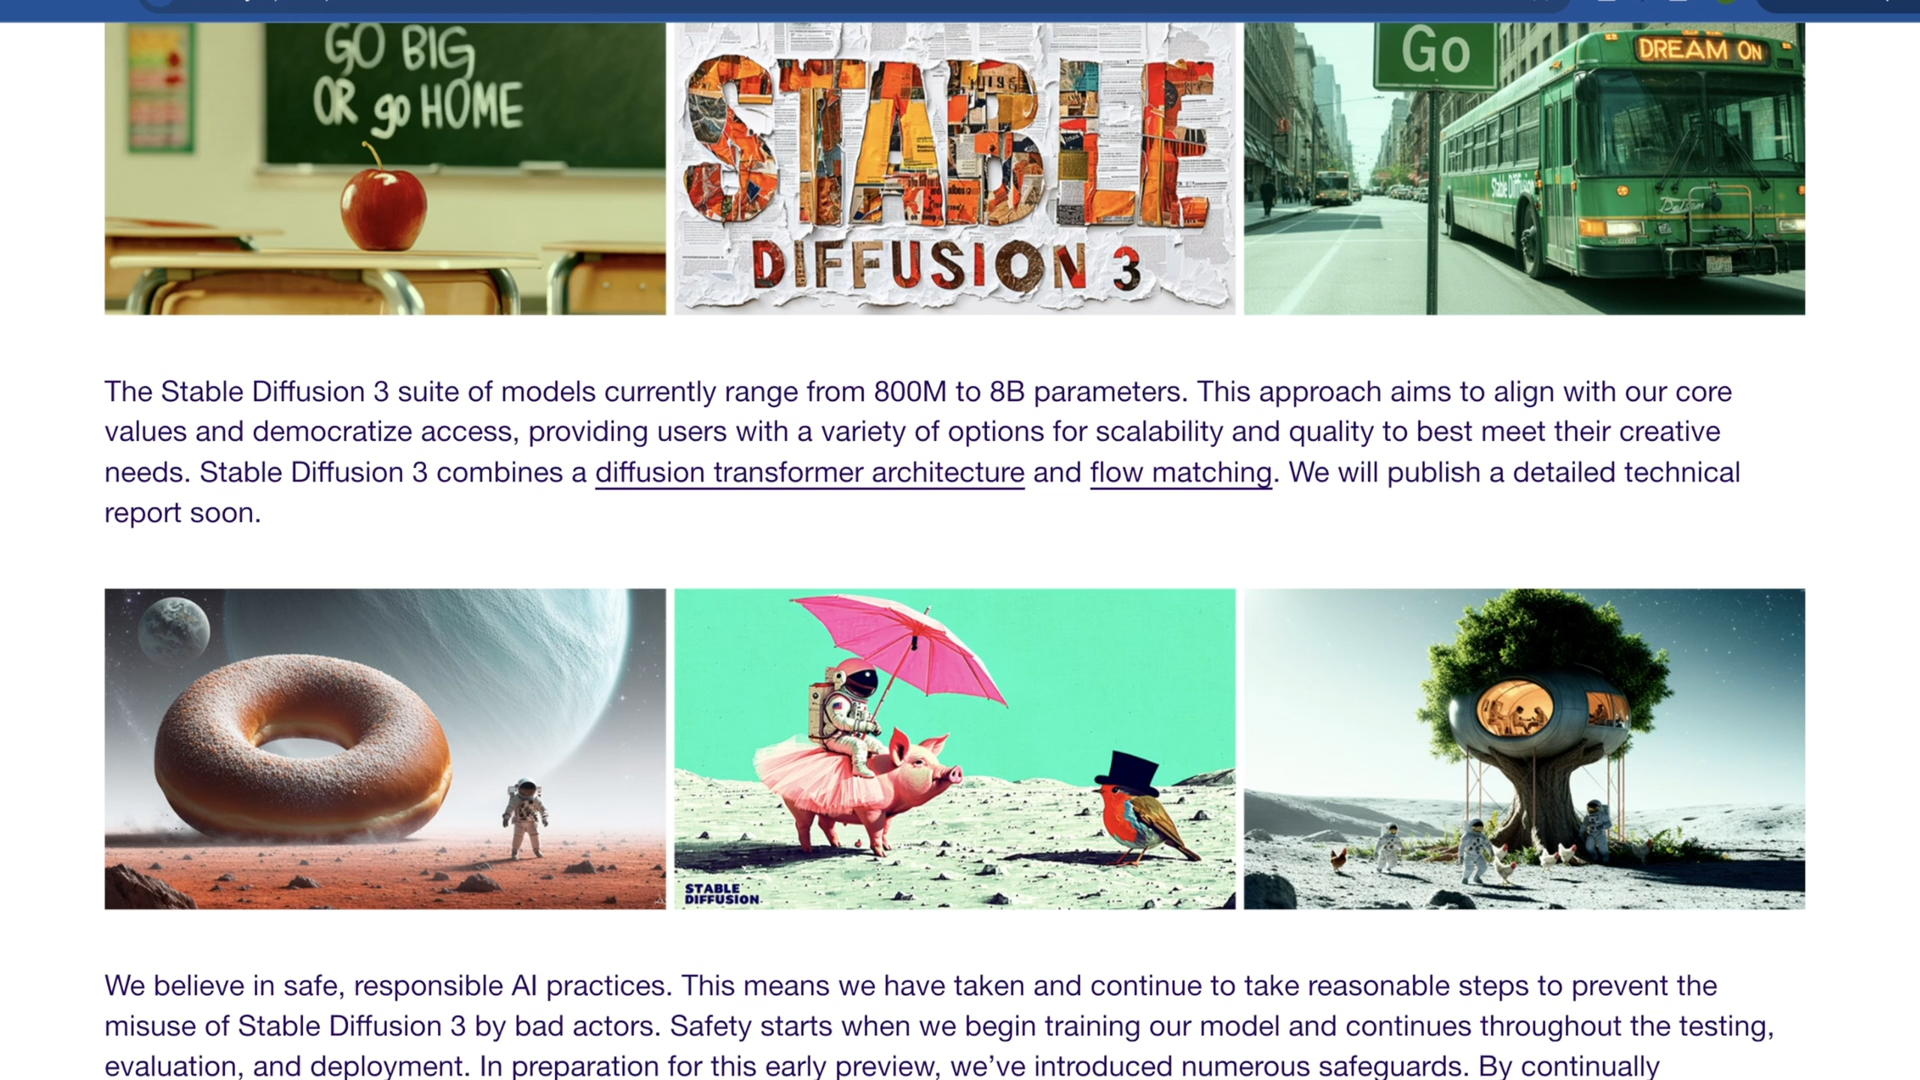 GO BIG
OR go HOME
STABLE
DIFFUSION 3
Go
DREAM ON
The Stable Diffusion 3 suite of models currently range from 800M to 8B parameters. This approach aims to align with our core
values and democratize access, providing users with a variety of options for scalability and quality to best meet their creative
needs. Stable Diffusion 3 combines a diffusion transformer architecture and flow matching. We will publish a detailed technical
report soon.
STABLE
DIFFUSION
We believe in safe, responsible AI practices. This means we have taken and continue to take reasonable steps to prevent the
misuse of Stable Diffusion 3 by bad actors. Safety starts when we begin training our model and continues throughout the testing,
evaluation, and deployment. In preparation for this early preview, we’ve introduced numerous safeguards. By continually